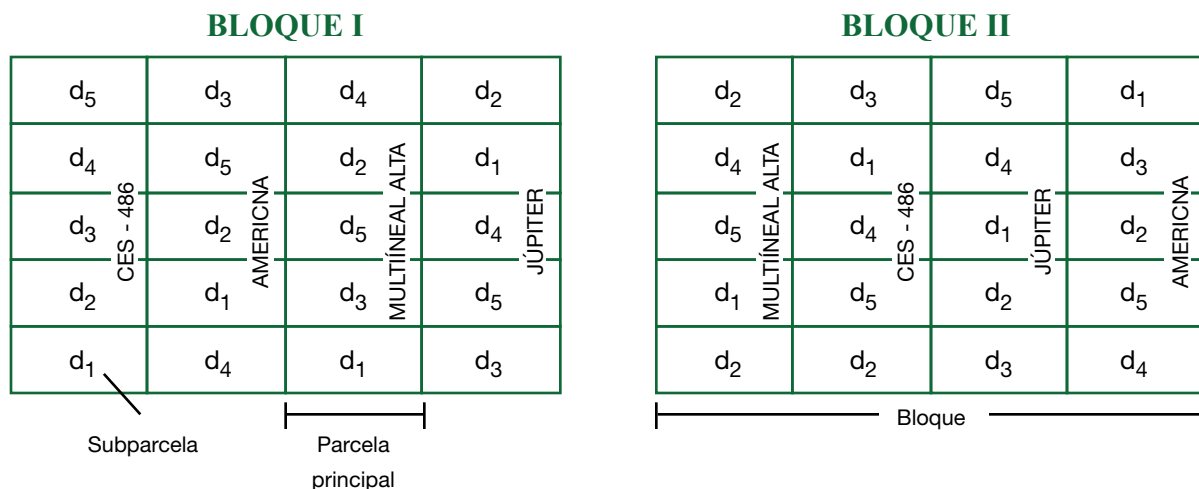 BLOQUE I
BLOQUE II
d5 d3 d4 d2
d4 d5 d2 d1
d3 d2 d5 d4
d2 d1 d3 d5
d1 d4 d1 d3
CES - 486
AMERICNA
MULTIÍNEAL ALTA
JÚPITER
d2 d3 d5 d1
d4 d1 d4 d3
d5 d4 d1 d2
d1 d5 d2 d5
d2 d2 d3 d4
MULTIÍNEAL ALTA
CES - 486
JÚPITER
AMERICNA
Subparcela
Parcela
principal
Bloque